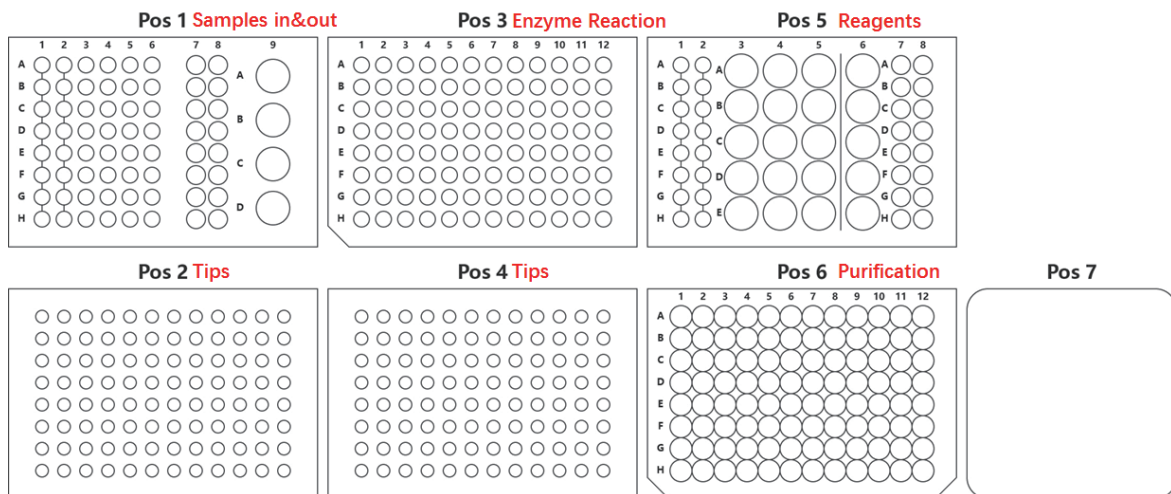 Pos 1 Samples in&out
Pos 3 Enzyme Reaction
Pos 5 Reagents
1 2 3 4 5 6 7 8 9
A
B
C
D
E
F
G
H
A
B
C
D
1 2 3 4 5 6 7 8 9 10 11 12
A
B
C
D
E
F
G
H
1 2 3 4 5 6 7 8
A
B
C
D
E
F
G
H
A
B
C
D
E
A
B
C
D
E
F
G
H
Pos 2 Tips
Pos 4 Tips
Pos 6 Purification
Pos 7
1 2 3 4 5 6 7 8 9 10 11 12
A
B
C
D
E
F
G
H